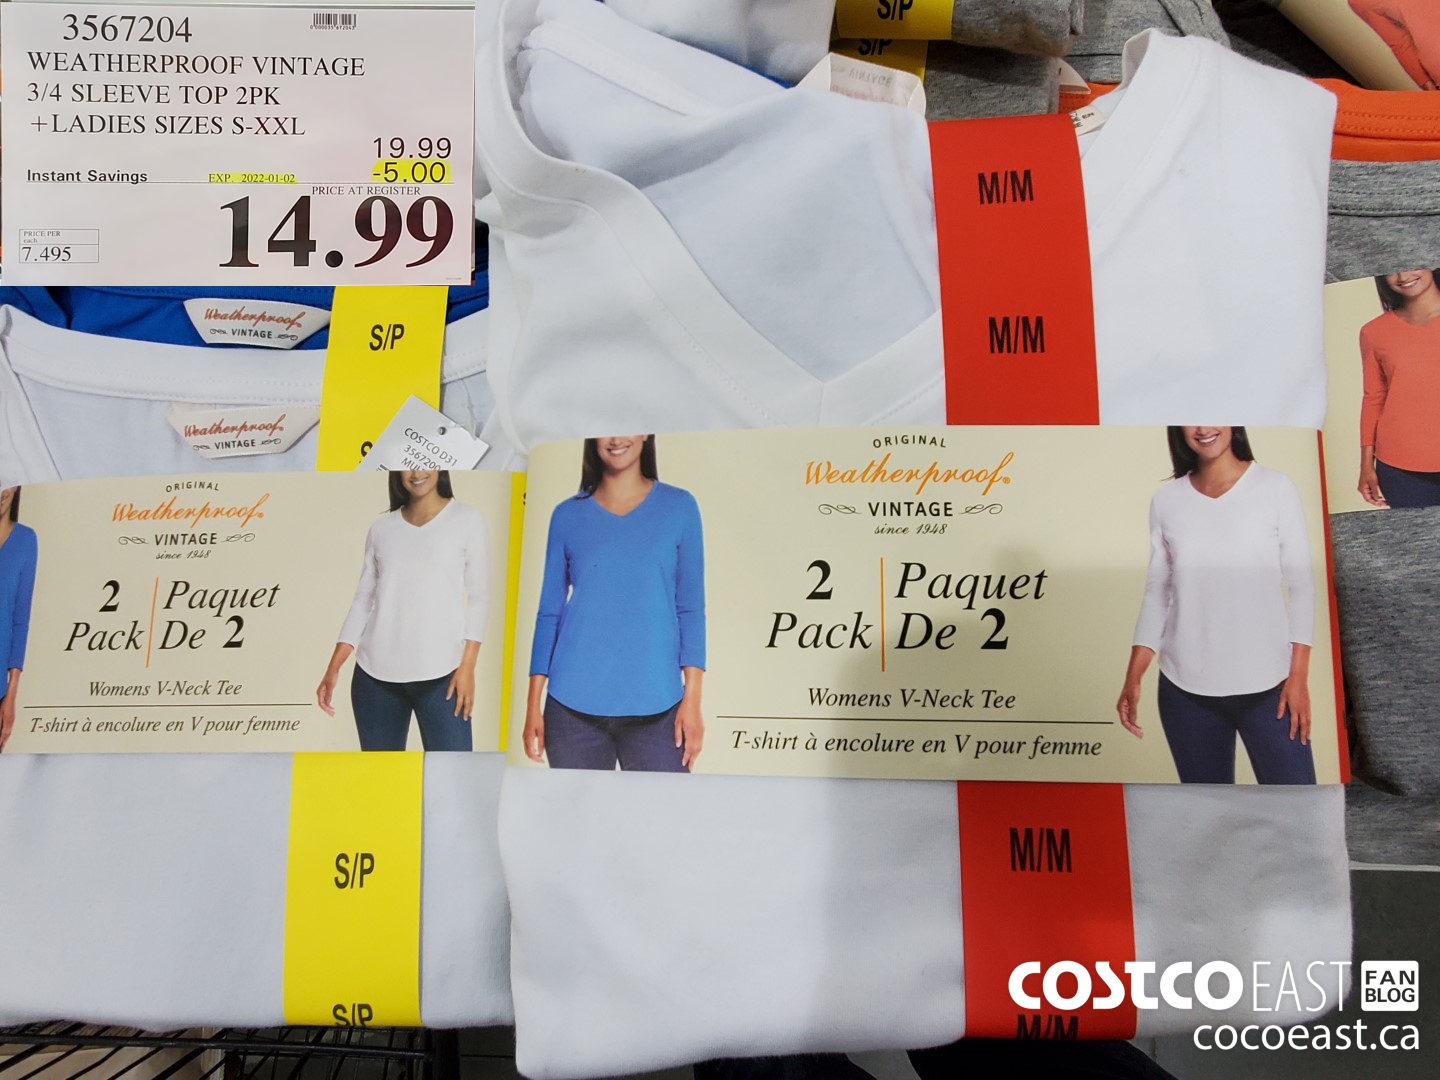 3567204
WEATHERPROOF VINTAGE
3/4 SLEEVE TOP 2PK
+LADIES SIZES S-XXL
19.99
Instant Savings EXP. 2022-01-02 -5.00
PRICE AT REGISTER
14.99
PRICE PER
each
7.495
S/P
S/P
Weatherproof
VINTAGE
S/P
Weatherproof
VINTAGE
COSTCO D31
3567200
ORIGINAL
Weatherproof
VINTAGE
since 1948
2 Pack
Paquet De 2
Womens V-Neck Tee
T-shirt à encolure en V pour femme
S/P
S/P
M/M
M/M
ORIGINAL
Weatherproof
VINTAGE
since 1948
2 Pack
Paquet De 2
Womens V-Neck Tee
T-shirt à encolure en V pour femme
M/M
M/M
COSTCO EAST FAN BLOG
cocoeast.ca